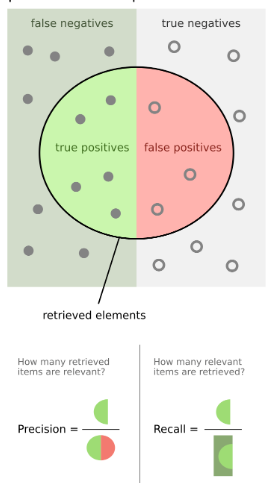 false negatives
true negatives
true positives
false positives
retrieved elements
How many retrieved
items are relevant?
Precision =
How many relevant
items are retrieved?
Recall =